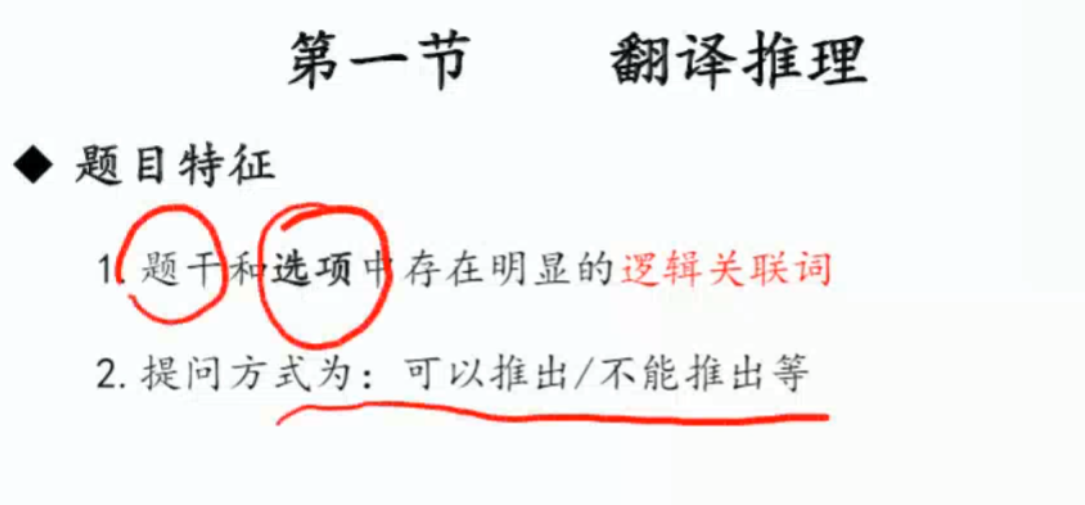 第一节 翻译推理
◆ 题目特征
1. 题干和选项中存在明显的逻辑关联词
2. 提问方式为：可以推出/不能推出等